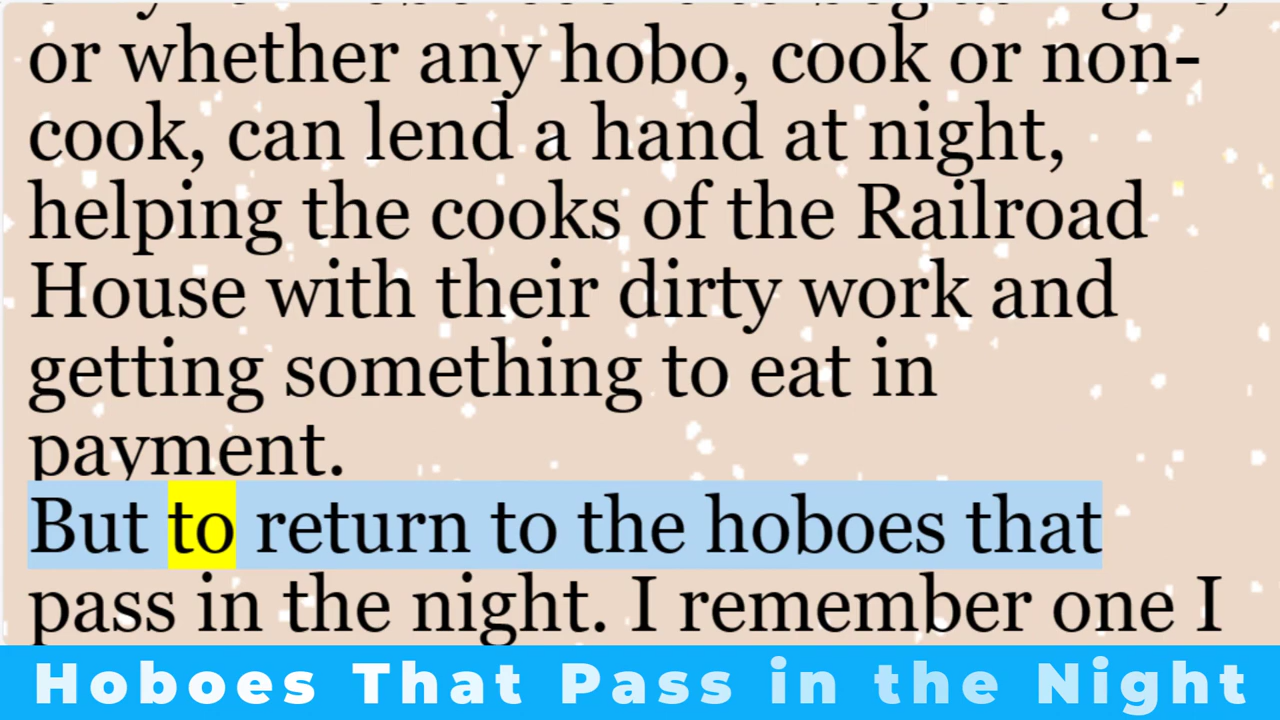 or whether any hobo, cook or non-
cook, can lend a hand at night,
helping the cooks of the Railroad
House with their dirty work and
getting something to eat in
payment.
But to return to the hoboes that
pass in the night. I remember one I
Hoboes That Pass in the Night